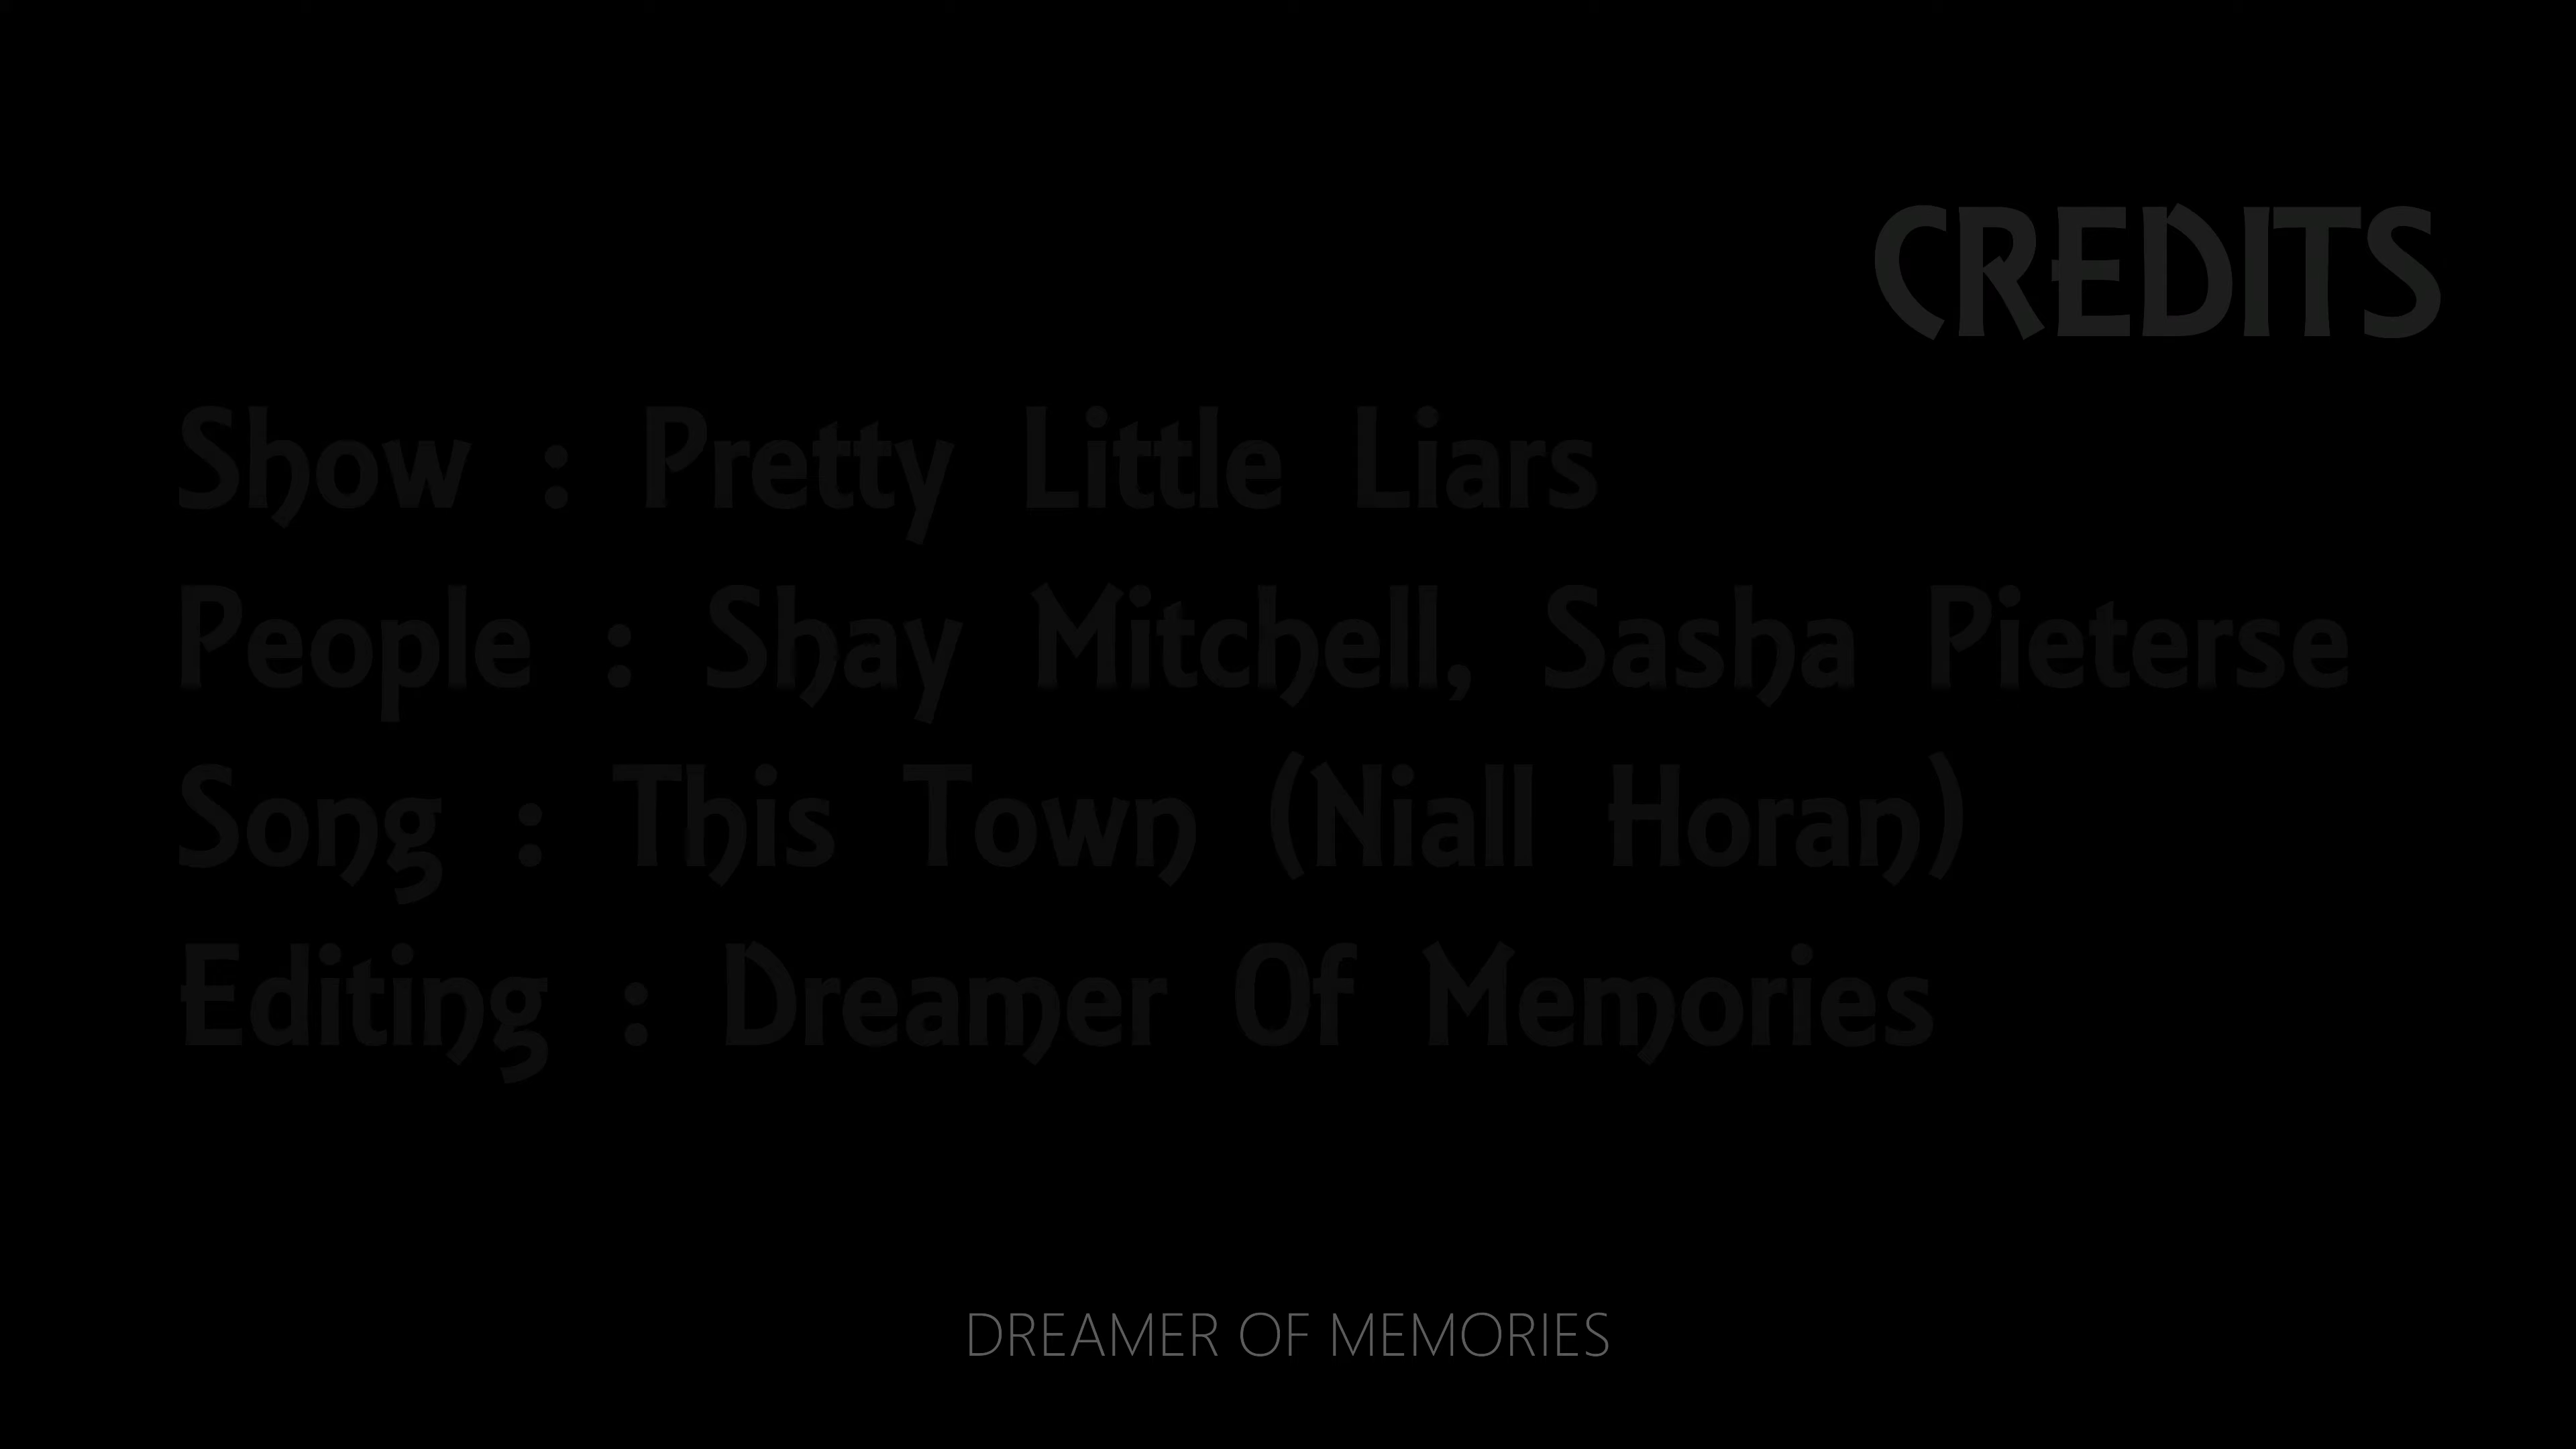 CREDITS
Show : Pretty Little Liars
People : Shay Mitchell, Sasha Pieterse
Song : This Town (Niall Horan)
Editing : Dreamer Of Memories
DREAMER OF MEMORIES